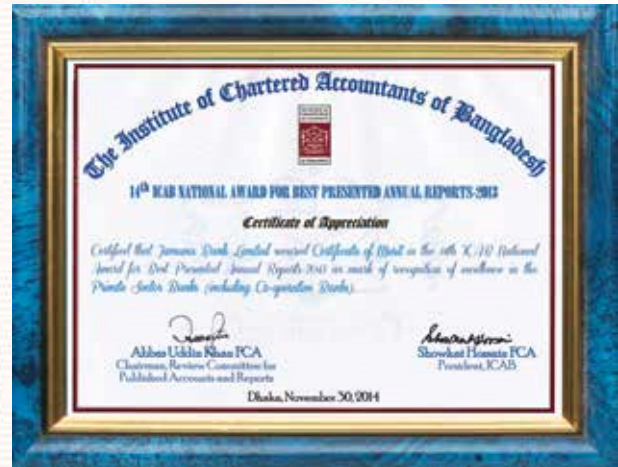 The Institute of Chartered Accountants of Bangladesh
14th ICAB NATIONAL AWARD FOR BEST PRESENTED ANNUAL REPORTS-2013
Certificate of Appreciation
Certified that Jamuna Bank Limited secured Certificate of Merit in the 14th ICAB National
Award for Best Presented Annual Reports 2013 as mark of recognition of excellence in the
Private Sector Banks (including Co-operative Banks).
Abbas Uddin Khan FCA
Chairman, Review Committee for
Published Accounts and Reports
Showkat Hossain FCA
President, ICAB
Dhaka, November 30, 2014